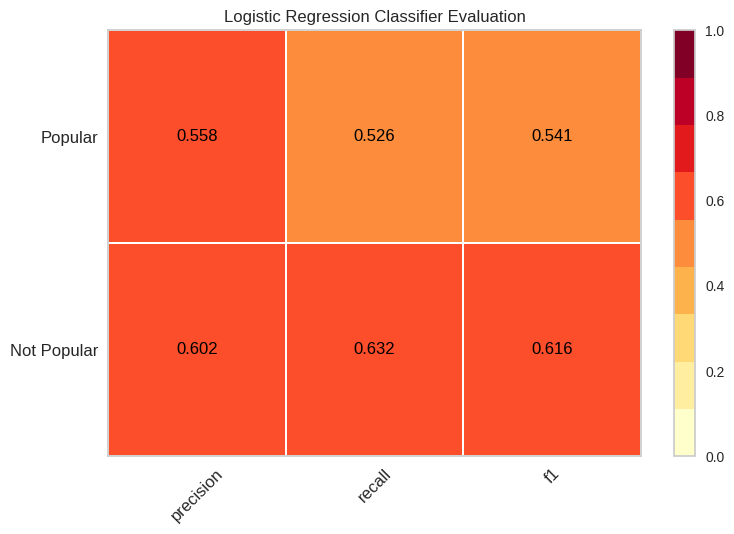 Logistic Regression Classifier Evaluation
Popular
0.558
0.526
0.541
Not Popular
0.602
0.632
0.616
precision
recall
f1
1.0
0.8
0.6
0.4
0.2
0.0